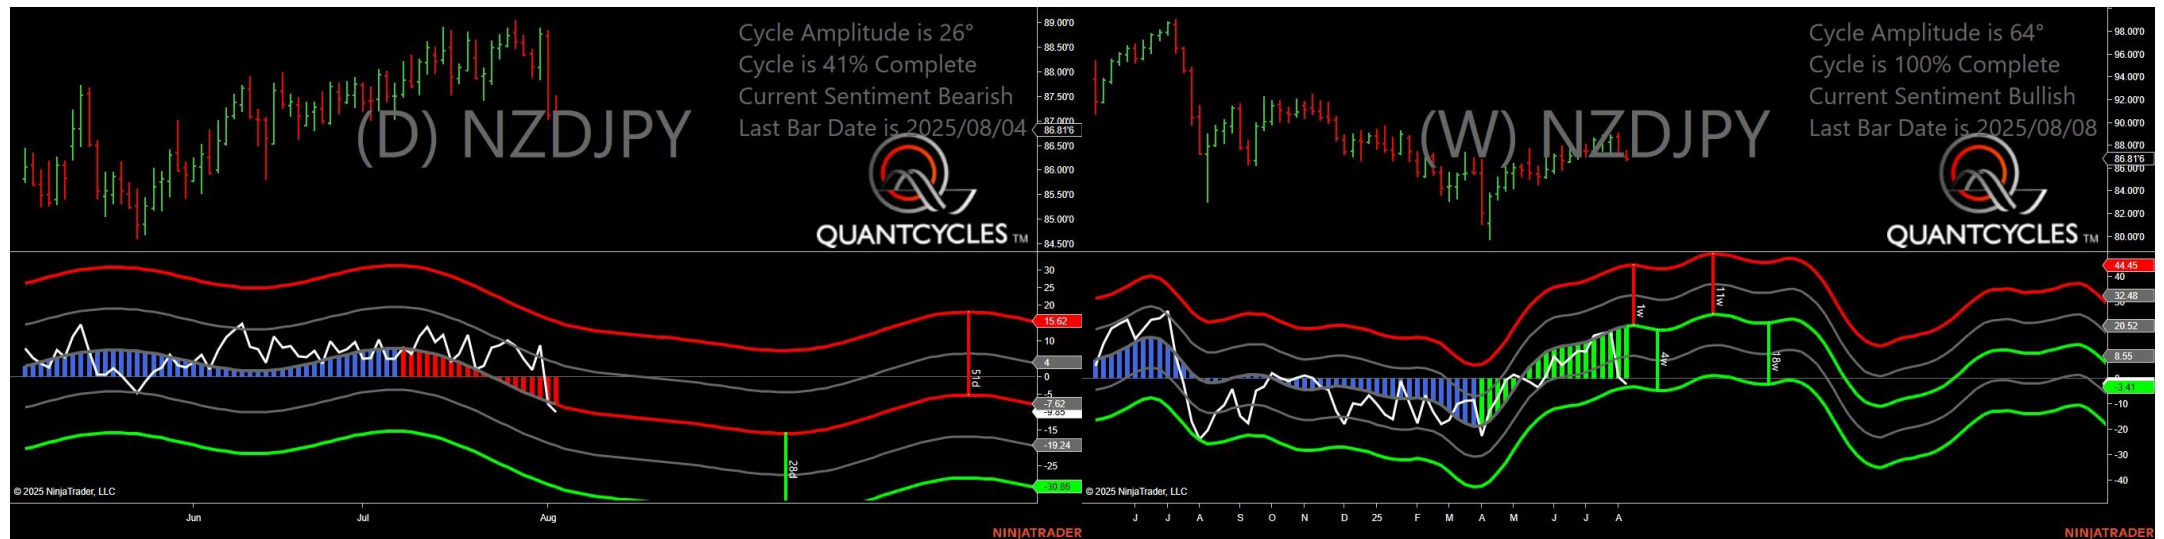 Cycle Amplitude is 26°
Cycle is 41% Complete
Current Sentiment Bearish
Last Bar Date is 2025/08/04
(D) NZDJPY
QUANTCYCLES TM
89.00'0
88.50'0
88.00'0
87.50'0
87.00'0
86.81'6
86.50'0
86.00'0
85.50'0
85.00'0
84.50'0
30
25
20
15.62
10
4
0
-5
-7.62
-9.85
-15
-19.24
-25
-30.86
51d
28d
© 2025 NinjaTrader, LLC
Jun
Jul
Aug
NINJATRADER
Cycle Amplitude is 64°
Cycle is 100% Complete
Current Sentiment Bullish
Last Bar Date is 2025/08/08
(W) NZDJPY
QUANTCYCLES TM
98.00'0
96.00'0
94.00'0
92.00'0
90.00'0
88.00'0
86.81'6
86.00'0
84.00'0
82.00'0
80.00'0
44.45
40
32.48
20.52
8.55
-3.41
-10
-20
-30
-40
1w
11w
4w
18w
© 2025 NinjaTrader, LLC
J J A S O N D 25 F M A M J J A
NINJATRADER